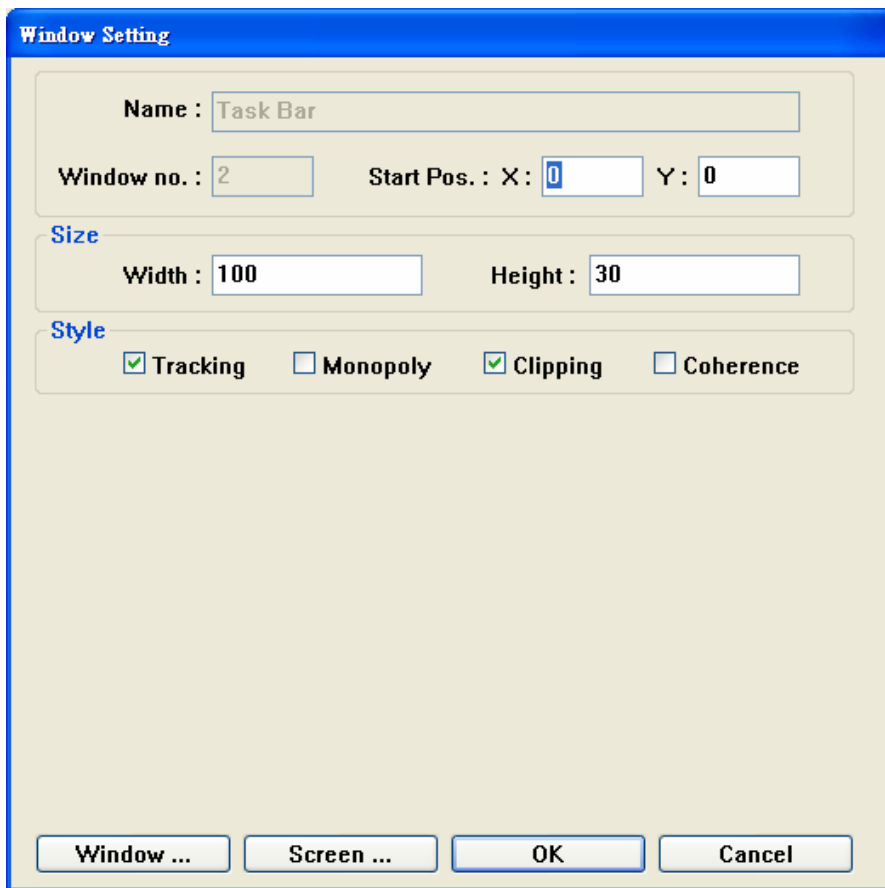 Window Setting
Name : Task Bar
Window no. : 2 Start Pos. : X : 0 Y : 0
Size
Width : 100 Height : 30
Style
Tracking Monopoly Clipping Coherence
Window ... Screen ... OK Cancel